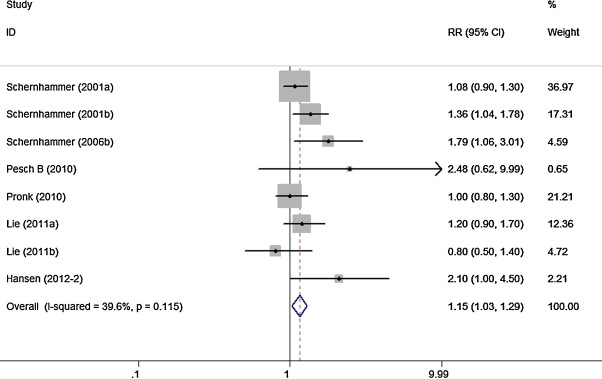 Study %
ID RR (95% CI) Weight
Schernhammer (2001a) 1.08 (0.90, 1.30) 36.97
Schernhammer (2001b) 1.36 (1.04, 1.78) 17.31
Schernhammer (2006b) 1.79 (1.06, 3.01) 4.59
Pesch B (2010) 2.48 (0.62, 9.99) 0.65
Pronk (2010) 1.00 (0.80, 1.30) 21.21
Lie (2011a) 1.20 (0.90, 1.70) 12.36
Lie (2011b) 0.80 (0.50, 1.40) 4.72
Hansen (2012-2) 2.10 (1.00, 4.50) 2.21
Overall (I-squared = 39.6%, p = 0.115) 1.15 (1.03, 1.29) 100.00
.1 1 9.99